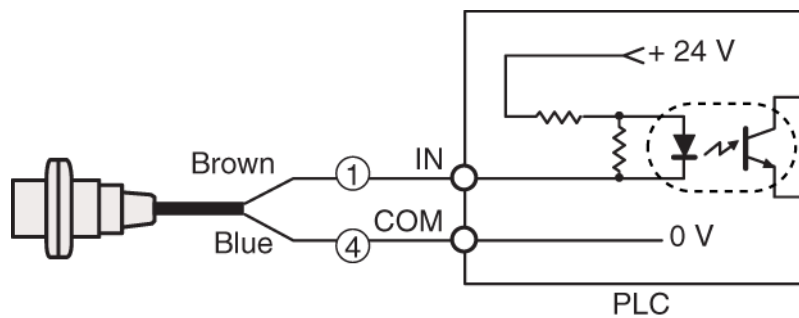 + 24 V
Brown
1
IN
Blue
4
COM
0 V
PLC